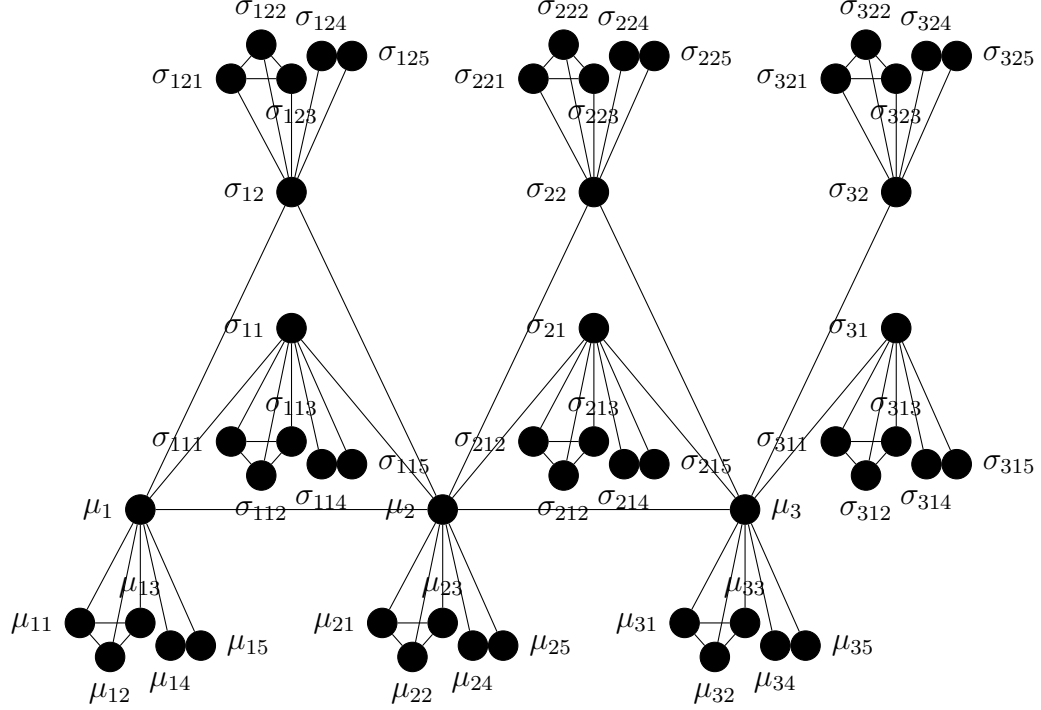 σ₁₂₂ σ₁₂₄ σ₂₂₂ σ₂₂₄ σ₃₂₂ σ₃₂₄
σ₁₂₁ σ₁₂₅ σ₂₂₁ σ₂₂₅ σ₃₂₁ σ₃₂₅
σ₁₂₃ σ₂₂₃ σ₃₂₃
σ₁₂ σ₂₂ σ₃₂
σ₁₁ σ₂₁ σ₃₁
σ₁₁₃ σ₂₁₃ σ₃₁₃
σ₁₁₁ σ₁₁₅ σ₂₁₂ σ₂₁₅ σ₃₁₁ σ₃₁₅
μ₁ σ₁₁₂ σ₁₁₄ μ₂ σ₂₁₂ σ₂₁₄ μ₃ σ₃₁₂ σ₃₁₄
μ₁₃ μ₂₃ μ₃₃
μ₁₁ μ₁₅ μ₂₁ μ₂₅ μ₃₁ μ₃₅
μ₁₂ μ₁₄ μ₂₂ μ₂₄ μ₃₂ μ₃₄